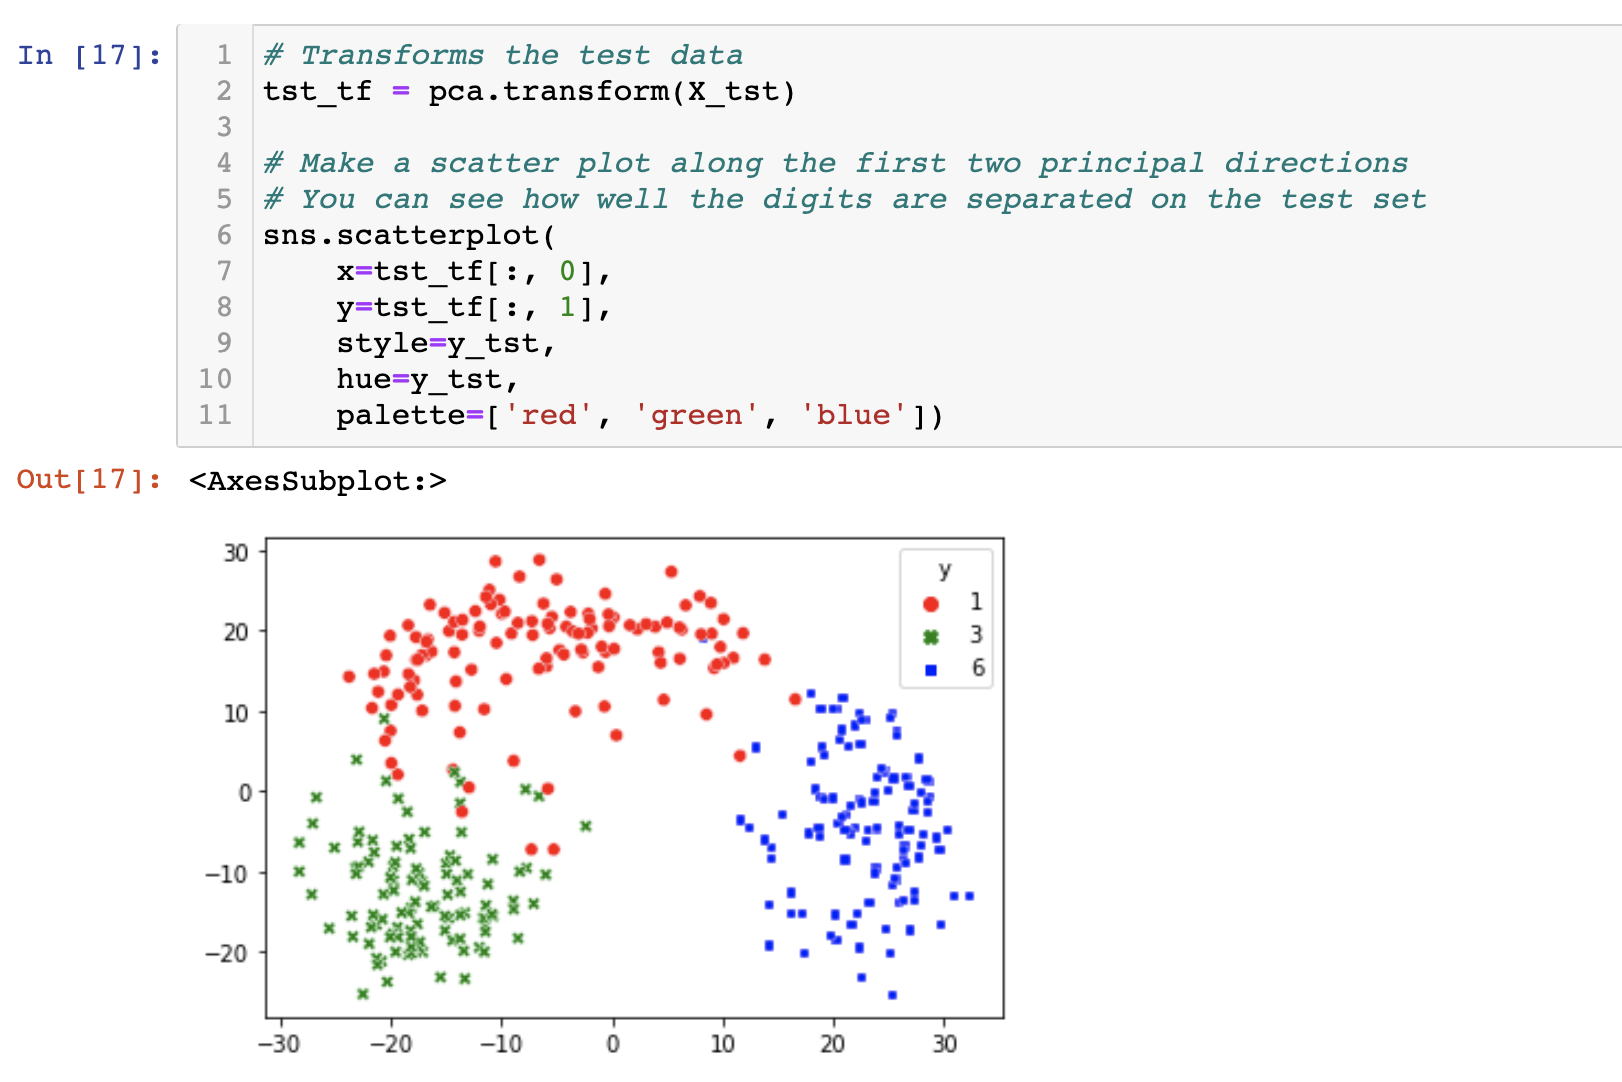 In [17]:
1 # Transforms the test data
2 tst_tf = pca.transform(X_tst)
3
4 # Make a scatter plot along the first two principal directions
5 # You can see how well the digits are separated on the test set
6 sns.scatterplot(
7     x=tst_tf[:, 0],
8     y=tst_tf[:, 1],
9     style=y_tst,
10     hue=y_tst,
11     palette=['red', 'green', 'blue'])
Out[17]: <AxesSubplot:>
30
20
10
0
−10
−20
y
1
3
6
−30 −20 −10 0 10 20 30